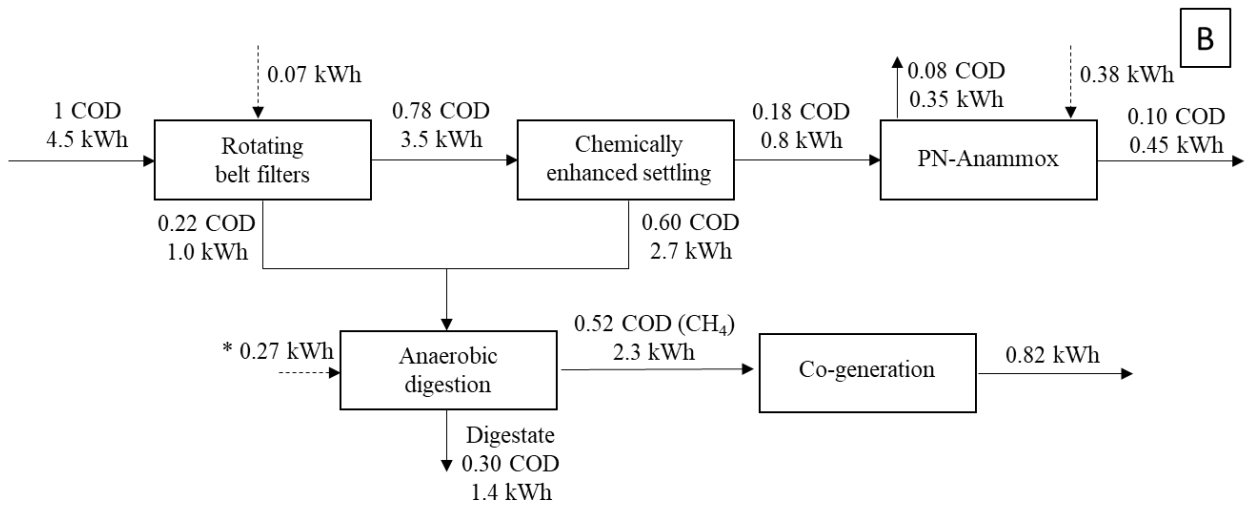 B
0.07 kWh
1 COD
4.5 kWh
Rotating
belt filters
0.78 COD
3.5 kWh
Chemically
enhanced settling
0.18 COD
0.8 kWh
0.08 COD
0.35 kWh
0.38 kWh
PN-Anammox
0.10 COD
0.45 kWh
0.22 COD
1.0 kWh
0.60 COD
2.7 kWh
* 0.27 kWh
Anaerobic
digestion
0.52 COD (CH₄)
2.3 kWh
Co-generation
0.82 kWh
Digestate
0.30 COD
1.4 kWh